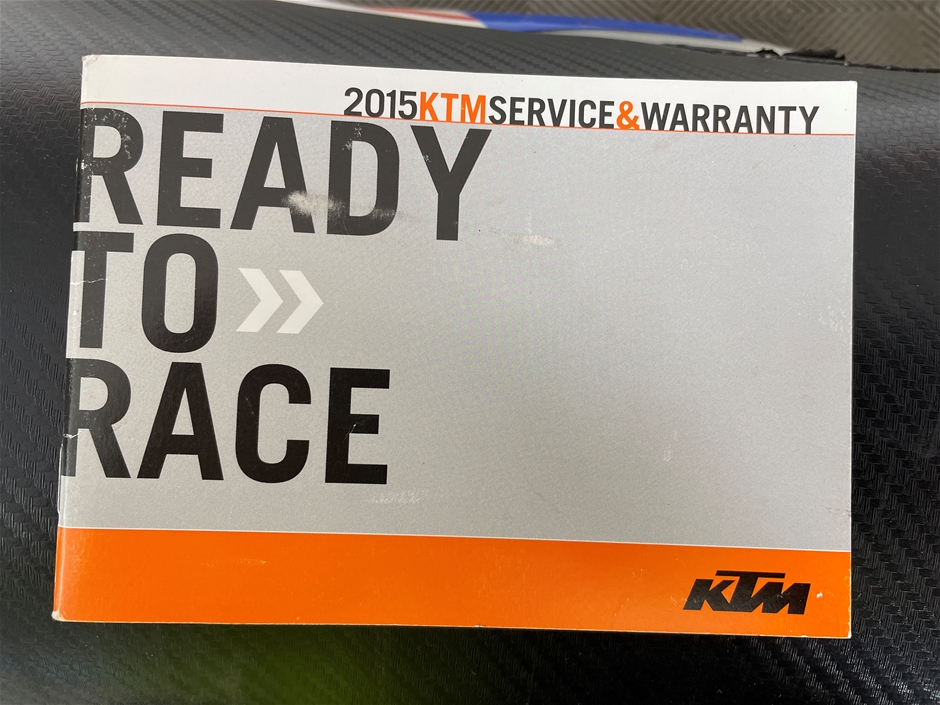 2015KTMSERVICE&WARRANTY
READY
TO
RACE
KTM